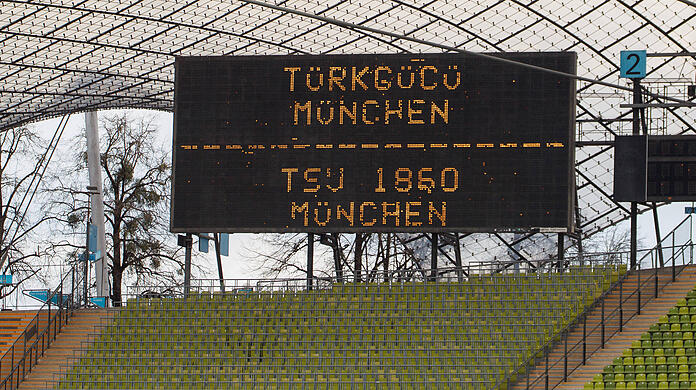 TÜRKGÜCÜ
MÜNCHEN
TSV 1860
MÜNCHEN
2